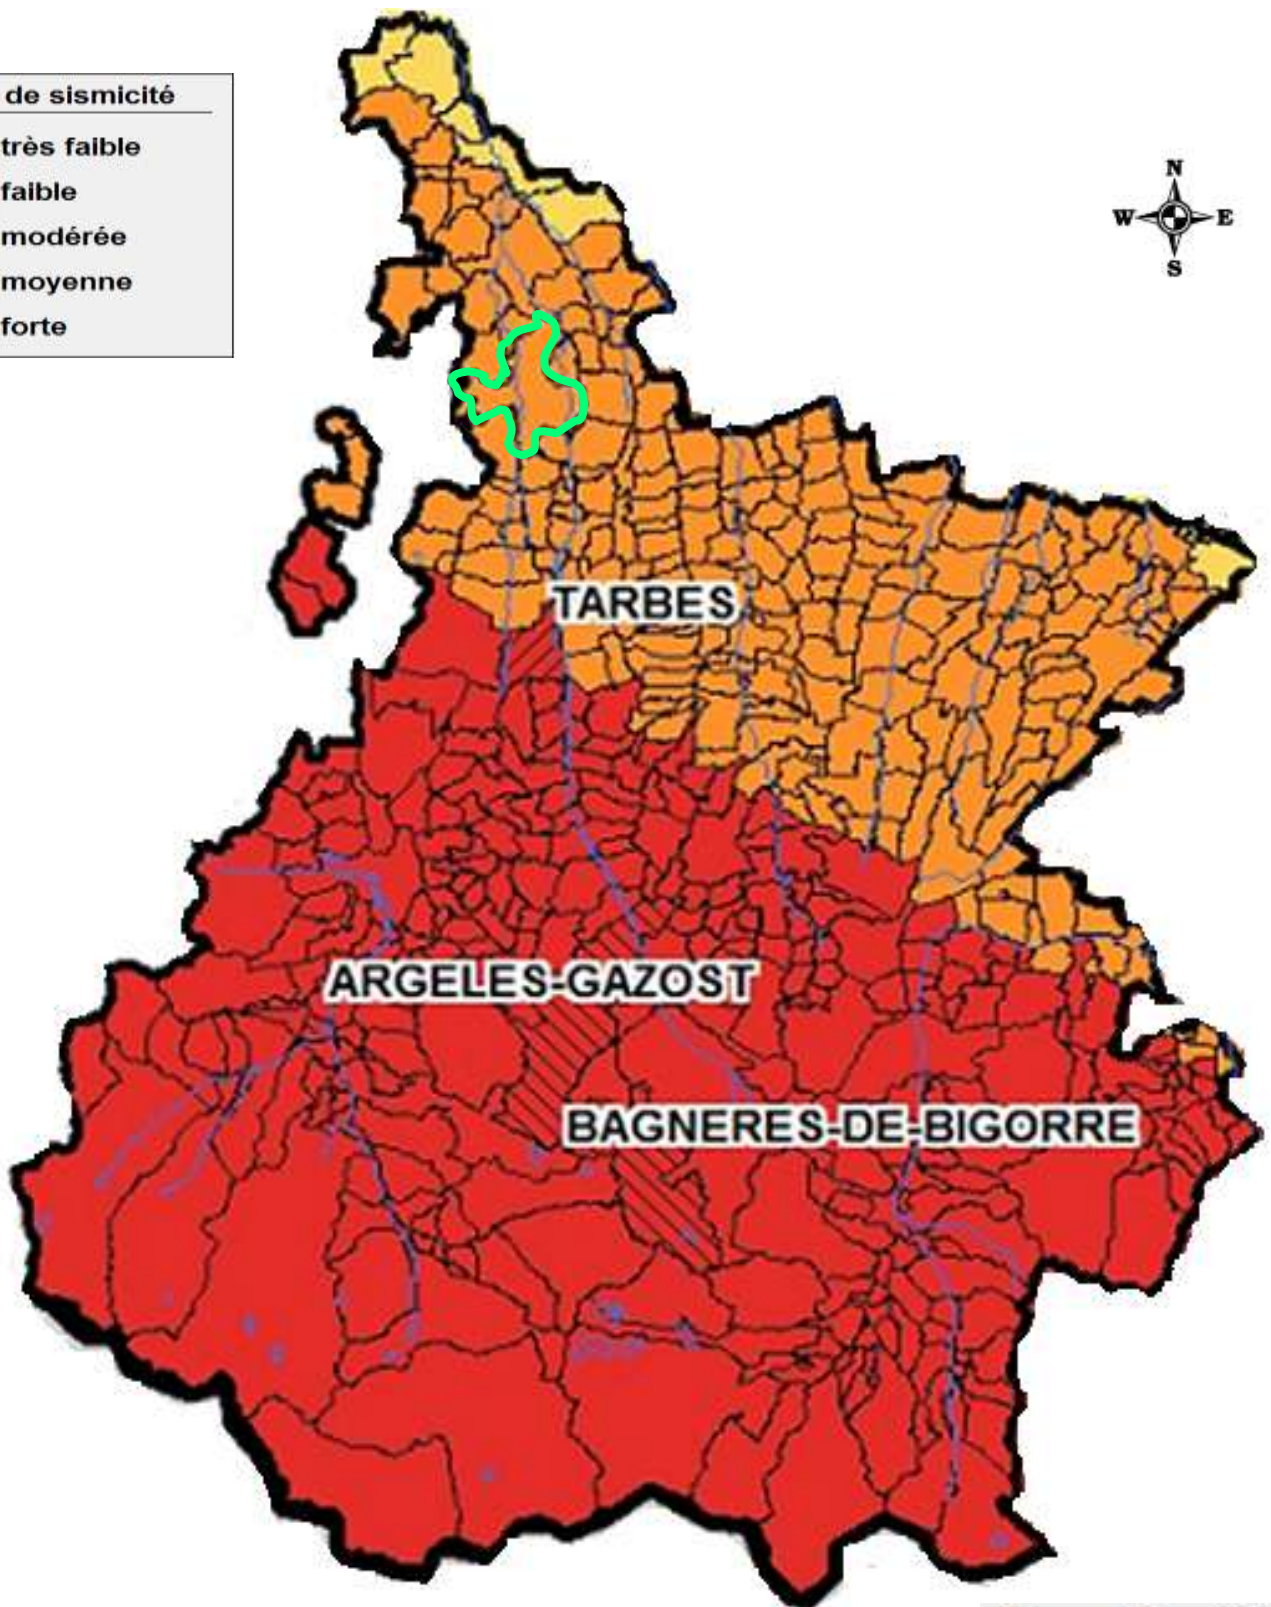 de sismicité
très faible
faible
modérée
moyenne
forte
N
W E
S
TARBES
ARGELES-GAZOST
BAGNERES-DE-BIGORRE